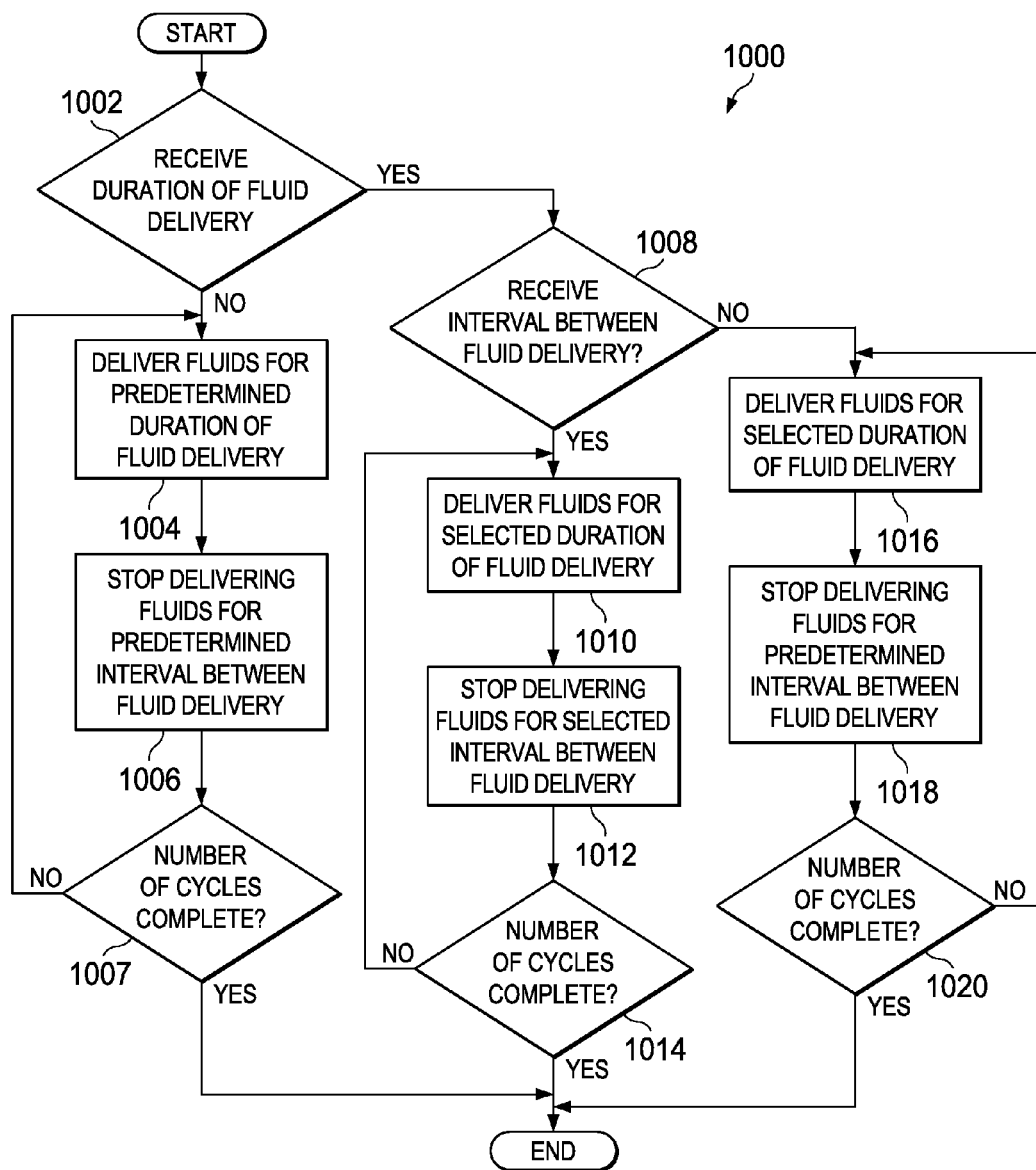 START
1000
1002
RECEIVE
DURATION OF FLUID
DELIVERY
YES
NO
1008
RECEIVE
INTERVAL BETWEEN
FLUID DELIVERY?
NO
YES
DELIVER FLUIDS FOR
PREDETERMINED
DURATION OF
FLUID DELIVERY
1004
STOP DELIVERING
FLUIDS FOR
PREDETERMINED
INTERVAL BETWEEN
FLUID DELIVERY
1006
NUMBER
OF CYCLES
COMPLETE?
NO
1007
YES
DELIVER FLUIDS FOR
SELECTED DURATION
OF FLUID DELIVERY
1010
STOP DELIVERING
FLUIDS FOR SELECTED
INTERVAL BETWEEN
FLUID DELIVERY
1012
NUMBER
OF CYCLES
COMPLETE?
NO
1014
YES
DELIVER FLUIDS FOR
SELECTED DURATION
OF FLUID DELIVERY
1016
STOP DELIVERING
FLUIDS FOR
PREDETERMINED
INTERVAL BETWEEN
FLUID DELIVERY
1018
NUMBER
OF CYCLES
COMPLETE?
NO
1020
YES
END